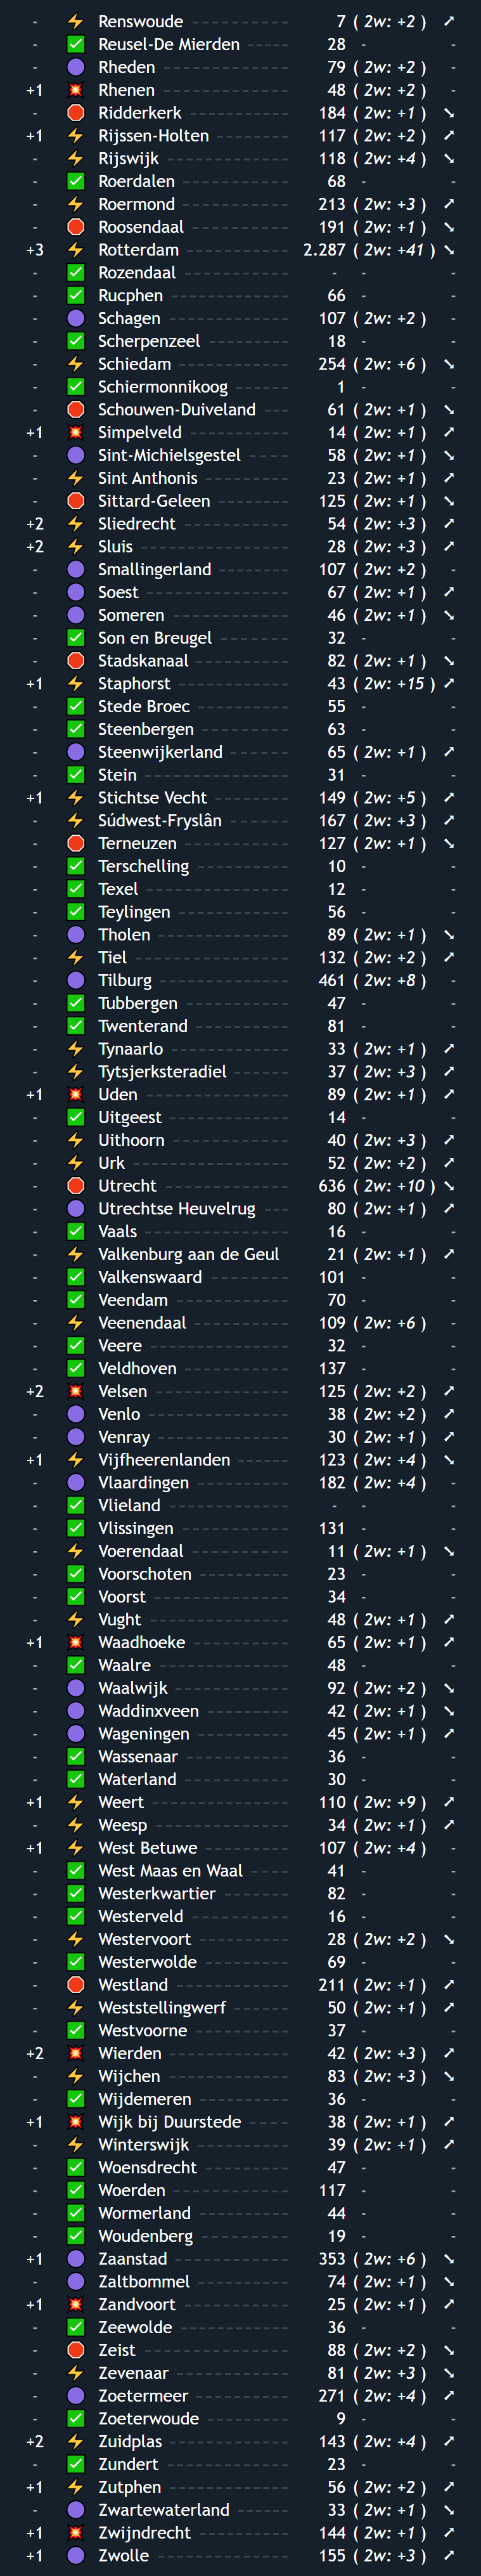 - ⚡ Renswoude 7 ( 2w: +2 ) ↗
- ✅ Reusel-De Mierden 28 - -
- 🟣 Rheden 79 ( 2w: +2 ) -
+1 💥 Rhenen 48 ( 2w: +2 ) -
- 🛑 Ridderkerk 184 ( 2w: +1 ) ↘
+1 ⚡ Rijssen-Holten 117 ( 2w: +2 ) ↗
- ⚡ Rijswijk 118 ( 2w: +4 ) ↘
- ✅ Roerdalen 68 - -
- ⚡ Roermond 213 ( 2w: +3 ) ↗
- 🛑 Roosendaal 191 ( 2w: +1 ) ↘
+3 ⚡ Rotterdam 2.287 ( 2w: +41 ) ↘
- ✅ Rozendaal - - -
- ✅ Rucphen 66 - -
- 🟣 Schagen 107 ( 2w: +2 ) -
- ✅ Scherpenzeel 18 - -
- ⚡ Schiedam 254 ( 2w: +6 ) ↘
- ✅ Schiermonnikoog 1 - -
- 🛑 Schouwen-Duiveland 61 ( 2w: +1 ) ↘
+1 💥 Simpelveld 14 ( 2w: +1 ) ↗
- 🟣 Sint-Michielsgestel 58 ( 2w: +1 ) ↘
- ⚡ Sint Anthonis 23 ( 2w: +1 ) ↗
- 🛑 Sittard-Geleen 125 ( 2w: +1 ) ↘
+2 ⚡ Sliedrecht 54 ( 2w: +3 ) ↗
+2 ⚡ Sluis 28 ( 2w: +3 ) ↗
- 🟣 Smallingerland 107 ( 2w: +2 ) -
- 🟣 Soest 67 ( 2w: +1 ) ↗
- 🟣 Someren 46 ( 2w: +1 ) ↘
- ✅ Son en Breugel 32 - -
- 🛑 Stadskanaal 82 ( 2w: +1 ) ↘
+1 ⚡ Staphorst 43 ( 2w: +15 ) ↗
- ✅ Stede Broec 55 - -
- ✅ Steenbergen 63 - -
- 🟣 Steenwijkerland 65 ( 2w: +1 ) ↗
- ✅ Stein 31 - -
+1 ⚡ Stichtse Vecht 149 ( 2w: +5 ) ↗
- ⚡ Súdwest-Fryslân 167 ( 2w: +3 ) ↗
- 🛑 Terneuzen 127 ( 2w: +1 ) ↘
- ✅ Terschelling 10 - -
- ✅ Texel 12 - -
- ✅ Teylingen 56 - -
- 🟣 Tholen 89 ( 2w: +1 ) ↘
- ⚡ Tiel 132 ( 2w: +2 ) ↗
- 🟣 Tilburg 461 ( 2w: +8 ) -
- ✅ Tubbergen 47 - -
- ✅ Twenterand 81 - -
- ⚡ Tynaarlo 33 ( 2w: +1 ) ↗
- ⚡ Tytsjerksteradiel 37 ( 2w: +3 ) ↗
+1 💥 Uden 89 ( 2w: +1 ) ↗
- ✅ Uitgeest 14 - -
- ⚡ Uithoorn 40 ( 2w: +3 ) ↗
- ⚡ Urk 52 ( 2w: +2 ) ↗
- 🛑 Utrecht 636 ( 2w: +10 ) ↘
- 🟣 Utrechtse Heuvelrug 80 ( 2w: +1 ) ↗
- ✅ Vaals 16 - -
- ⚡ Valkenburg aan de Geul 21 ( 2w: +1 ) ↗
- ✅ Valkenswaard 101 - -
- ✅ Veendam 70 - -
- ⚡ Veenendaal 109 ( 2w: +6 ) -
- ✅ Veere 32 - -
- ✅ Veldhoven 137 - -
+2 💥 Velsen 125 ( 2w: +2 ) ↗
- 🟣 Venlo 38 ( 2w: +2 ) ↗
- 🟣 Venray 30 ( 2w: +1 ) ↗
+1 ⚡ Vijfheerenlanden 123 ( 2w: +4 ) ↘
- 🟣 Vlaardingen 182 ( 2w: +4 ) -
- ✅ Vlieland - - -
- ✅ Vlissingen 131 - -
- ⚡ Voerendaal 11 ( 2w: +1 ) ↘
- ✅ Voorschoten 23 - -
- ✅ Voorst 34 - -
- ⚡ Vught 48 ( 2w: +1 ) ↗
+1 💥 Waadhoeke 65 ( 2w: +1 ) ↗
- ✅ Waalre 48 - -
- 🟣 Waalwijk 92 ( 2w: +2 ) ↘
- 🟣 Waddinxveen 42 ( 2w: +1 ) ↘
- 🟣 Wageningen 45 ( 2w: +1 ) ↗
- ✅ Wassenaar 36 - -
- ✅ Waterland 30 - -
+1 ⚡ Weert 110 ( 2w: +9 ) ↗
- ⚡ Weesp 34 ( 2w: +1 ) ↗
+1 ⚡ West Betuwe 107 ( 2w: +4 ) -
- ✅ West Maas en Waal 41 - -
- ✅ Westerkwartier 82 - -
- ✅ Westerveld 16 - -
- ⚡ Westervoort 28 ( 2w: +2 ) ↘
- ✅ Westerwolde 69 - -
- 🛑 Westland 211 ( 2w: +1 ) ↗
- ⚡ Weststellingwerf 50 ( 2w: +1 ) ↗
- ✅ Westvoorne 37 - -
+2 💥 Wierden 42 ( 2w: +3 ) ↗
- ⚡ Wijchen 83 ( 2w: +3 ) ↘
- ✅ Wijdemeren 36 - -
+1 💥 Wijk bij Duurstede 38 ( 2w: +1 ) ↗
- ⚡ Winterswijk 39 ( 2w: +1 ) ↗
- ✅ Woensdrecht 47 - -
- ✅ Woerden 117 - -
- ✅ Wormerland 44 - -
- ✅ Woudenberg 19 - -
+1 🟣 Zaanstad 353 ( 2w: +6 ) ↘
- 🟣 Zaltbommel 74 ( 2w: +1 ) ↘
+1 💥 Zandvoort 25 ( 2w: +1 ) ↗
- ✅ Zeewolde 36 - -
- 🛑 Zeist 88 ( 2w: +2 ) ↘
- ⚡ Zevenaar 81 ( 2w: +3 ) ↘
- 🟣 Zoetermeer 271 ( 2w: +4 ) ↗
- ✅ Zoeterwoude 9 - -
+2 ⚡ Zuidplas 143 ( 2w: +4 ) ↗
- ✅ Zundert 23 - -
+1 ⚡ Zutphen 56 ( 2w: +2 ) ↗
- 🟣 Zwartewaterland 33 ( 2w: +1 ) ↘
+1 💥 Zwijndrecht 144 ( 2w: +1 ) ↗
+1 🟣 Zwolle 155 ( 2w: +3 ) ↗